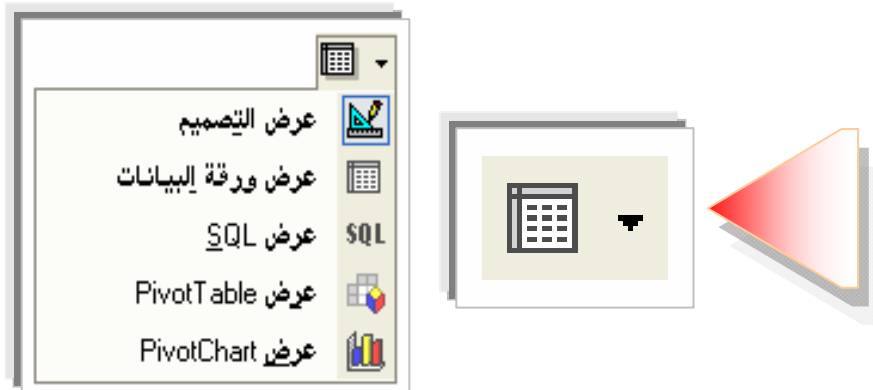 عرض التصميم
عرض ورقة البيانات
عرض SQL SQL
عرض PivotTable
عرض PivotChart